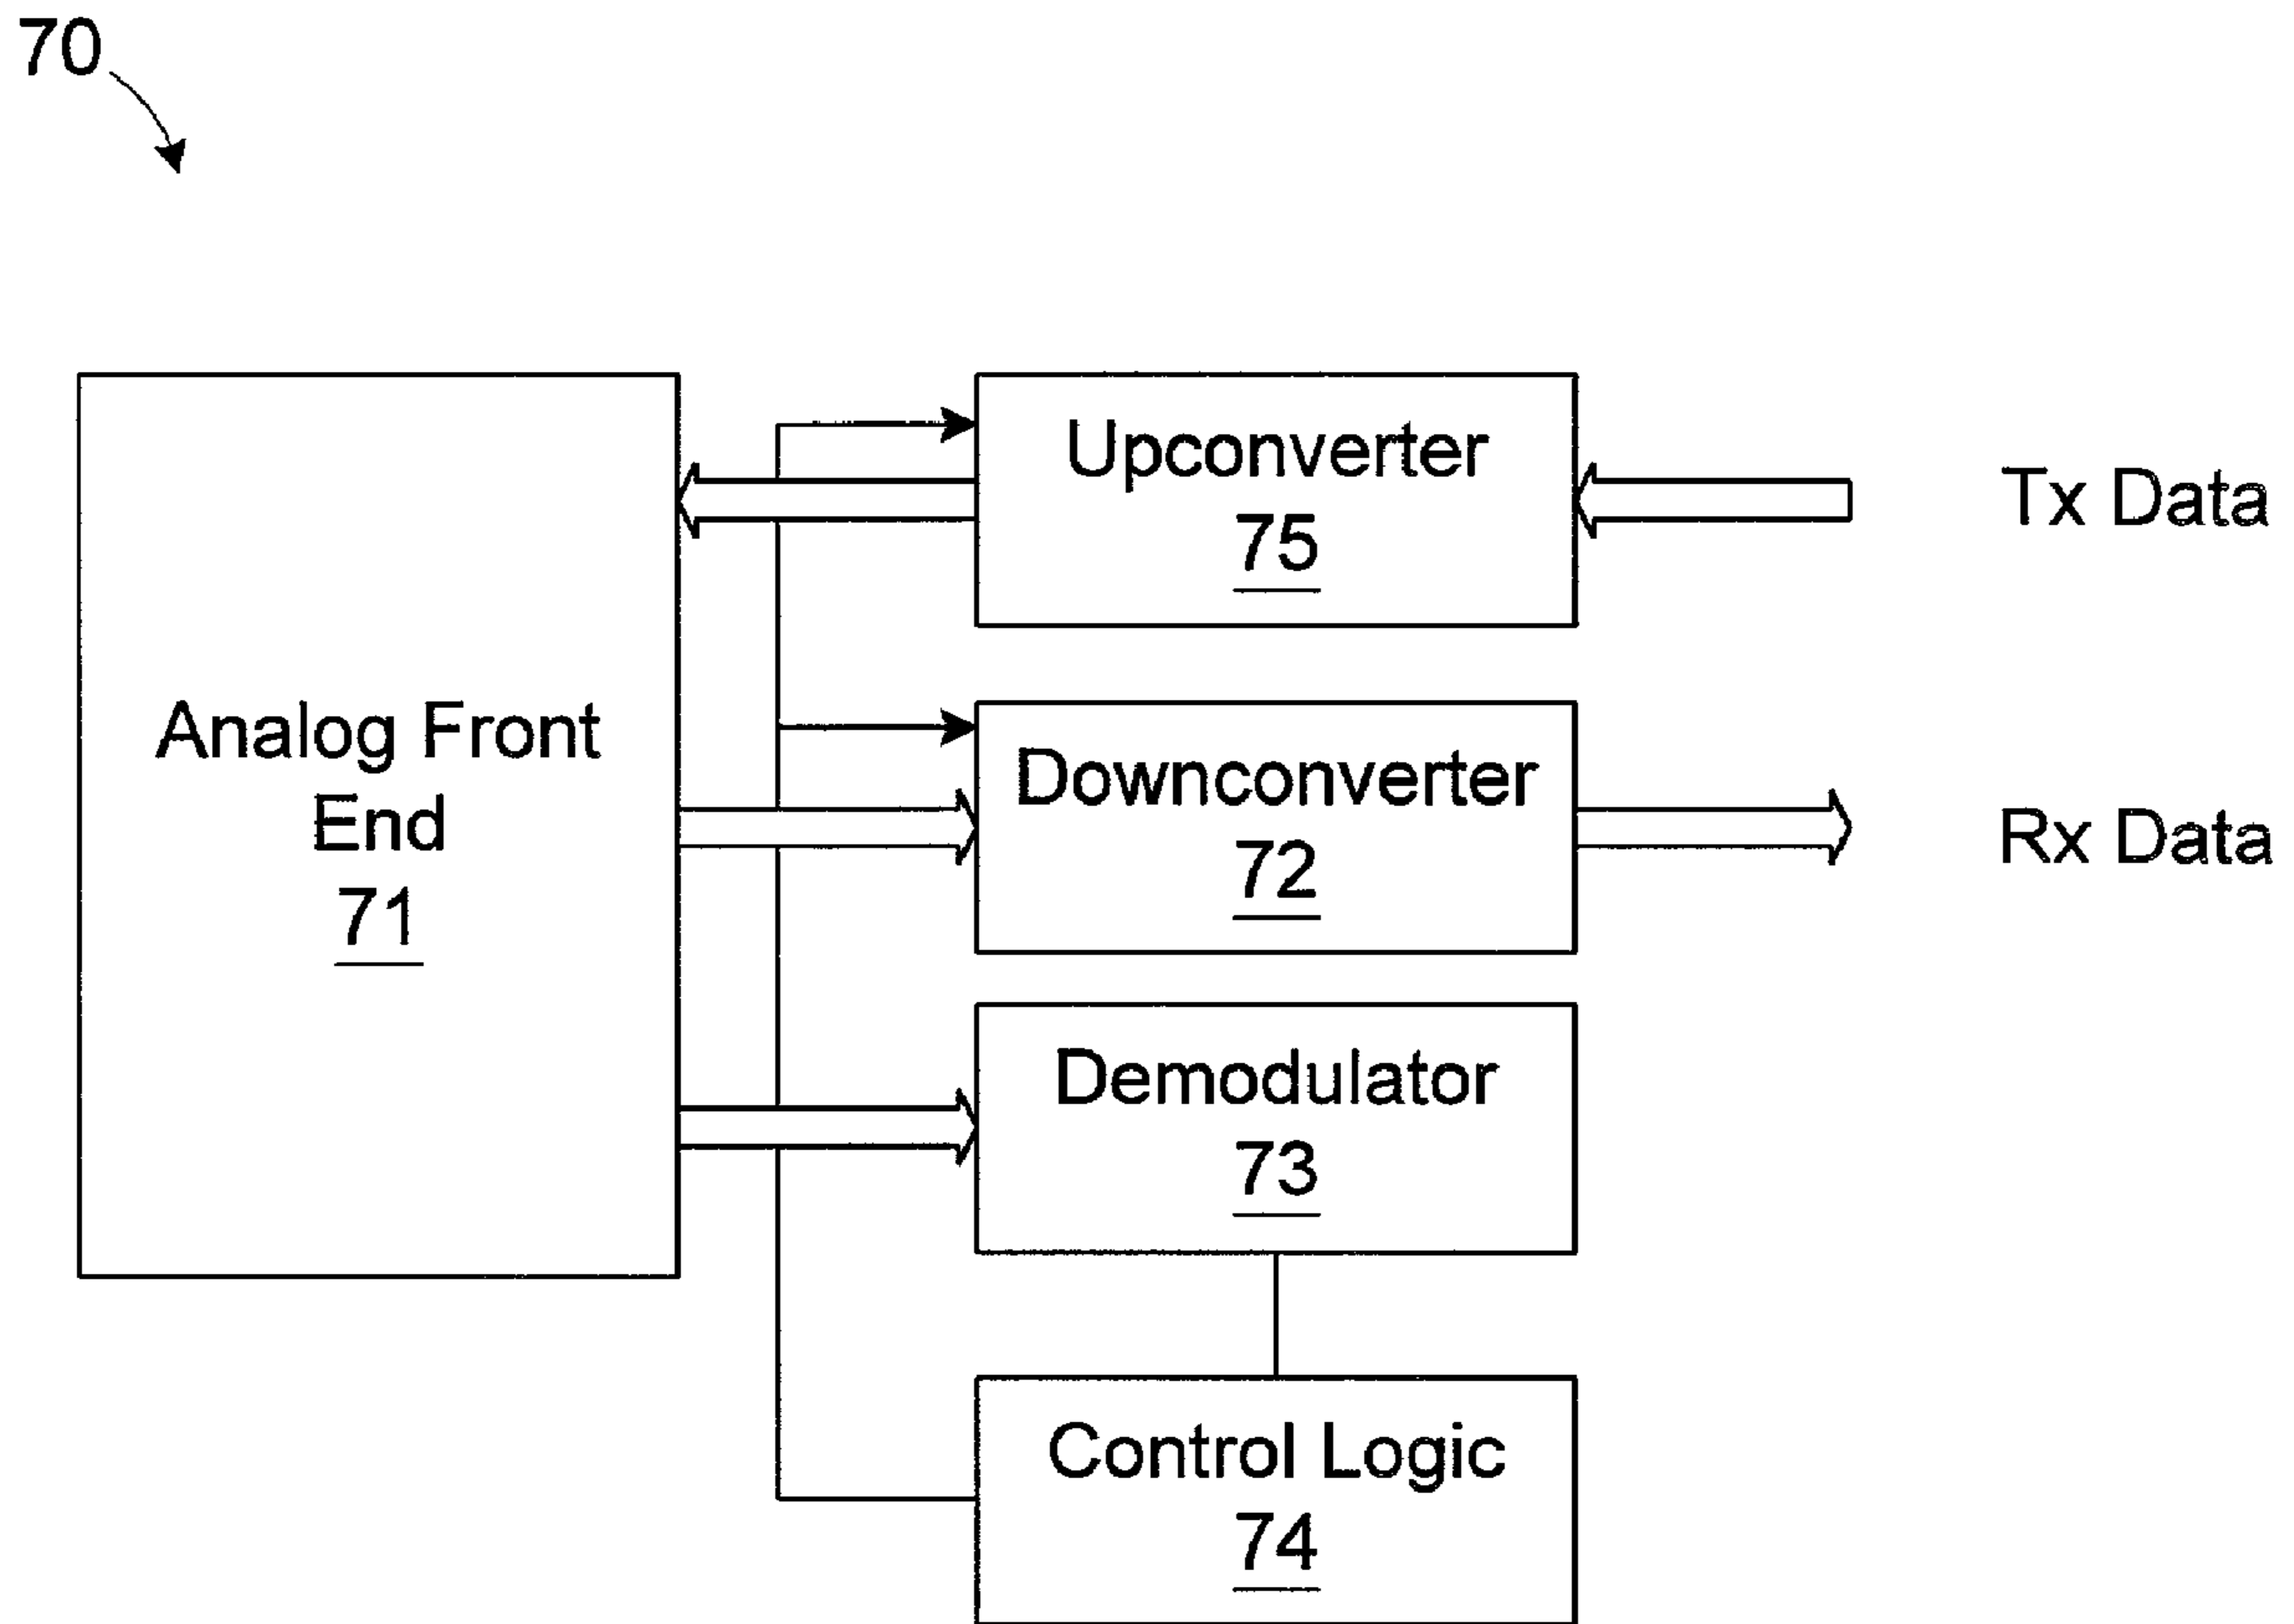 70
Upconverter
75
Tx Data
Analog Front
End
71
Downconverter
72
Rx Data
Demodulator
73
Control Logic
74